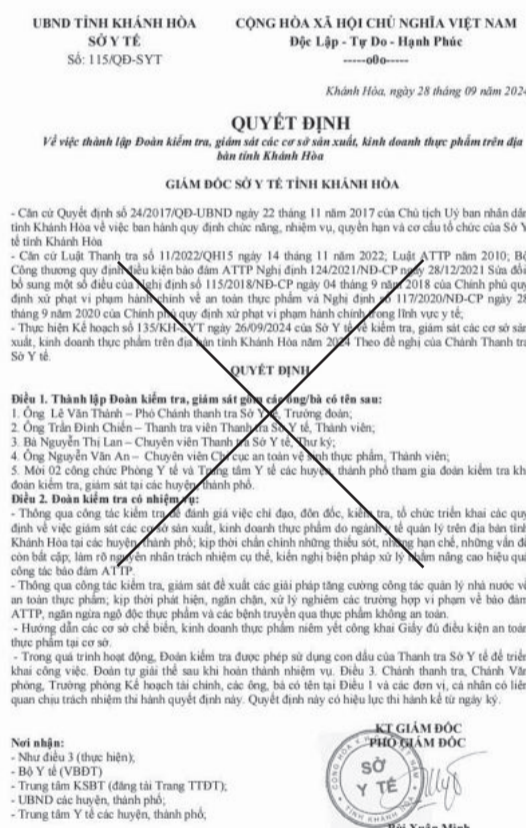 UBND TỈNH KHÁNH HÒA
SỞ Y TẾ
Số: 115/QĐ-SYT
CỘNG HÒA XÃ HỘI CHỦ NGHĨA VIỆT NAM
Độc Lập - Tự Do - Hạnh Phúc
-----o0o-----
Khánh Hòa, ngày 28 tháng 09 năm 2024
QUYẾT ĐỊNH
Về việc thành lập Đoàn kiểm tra, giám sát các cơ sở sản xuất, kinh doanh thực phẩm trên địa
bàn tỉnh Khánh Hòa
GIÁM ĐỐC SỞ Y TẾ TỈNH KHÁNH HÒA
- Căn cứ Quyết định số 24/2017/QĐ-UBND ngày 22 tháng 11 năm 2017 của Chủ tịch Uỷ ban nhân dân
tỉnh Khánh Hòa về việc ban hành quy định chức năng, nhiệm vụ, quyền hạn và cơ cấu tổ chức của Sở Y
tế tỉnh Khánh Hòa
- Căn cứ Luật Thanh tra số 11/2022/QH15 ngày 14 tháng 11 năm 2022; Luật ATTP năm 2010; Bộ
Công thương quy định điều kiện bảo đảm ATTP Nghị định 124/2021/NĐ-CP ngày 28/12/2021 Sửa đổi
bổ sung một số điều của Nghị định số 115/2018/NĐ-CP ngày 04 tháng 9 năm 2018 của Chính phủ quy
định xử phạt vi phạm hành chính về an toàn thực phẩm và Nghị định số 117/2020/NĐ-CP ngày 28
tháng 9 năm 2020 của Chính phủ quy định xử phạt vi phạm hành chính trong lĩnh vực y tế;
- Thực hiện Kế hoạch số 135/KH-SYT ngày 26/09/2024 của Sở Y tế về kiểm tra, giám sát các cơ sở sản
xuất, kinh doanh thực phẩm trên địa bàn tỉnh Khánh Hòa năm 2024 Theo đề nghị của Chánh Thanh tra
Sở Y tế.
QUYẾT ĐỊNH
Điều 1. Thành lập Đoàn kiểm tra, giám sát gồm các ông/bà có tên sau:
1. Ông Lê Văn Thành – Phó Chánh thanh tra Sở Y tế, Trưởng đoàn;
2. Ông Trần Đình Chiến – Thanh tra viên Thanh tra Sở Y tế, Thành viên;
3. Bà Nguyễn Thị Lan – Chuyên viên Thanh tra Sở Y tế, Thư ký;
4. Ông Nguyễn Văn An – Chuyên viên Chi cục an toàn vệ sinh thực phẩm, Thành viên;
5. Mời 02 công chức Phòng Y tế và Trung tâm Y tế các huyện, thành phố tham gia đoàn kiểm tra khi
đoàn kiểm tra, giám sát tại các huyện, thành phố.
Điều 2. Đoàn kiểm tra có nhiệm vụ:
- Thông qua công tác kiểm tra để đánh giá việc chỉ đạo, đôn đốc, kiểm tra, tổ chức triển khai các quy
định về việc giám sát các cơ sở sản xuất, kinh doanh thực phẩm do ngành y tế quản lý trên địa bàn tỉnh
Khánh Hòa tại các huyện, thành phố; kịp thời chấn chỉnh những thiếu sót, những hạn chế, những vấn đề
còn bất cập; làm rõ nguyên nhân trách nhiệm cụ thể, kiến nghị biện pháp xử lý nhằm nâng cao hiệu quả
công tác bảo đảm ATTP.
- Thông qua công tác kiểm tra, giám sát đề xuất các giải pháp tăng cường công tác quản lý nhà nước về
an toàn thực phẩm; kịp thời phát hiện, ngăn chặn, xử lý nghiêm các trường hợp vi phạm về bảo đảm
ATTP, ngăn ngừa ngộ độc thực phẩm và các bệnh truyền qua thực phẩm không an toàn.
- Hướng dẫn các cơ sở chế biến, kinh doanh thực phẩm niêm yết công khai Giấy đủ điều kiện an toàn
thực phẩm tại cơ sở.
- Trong quá trình hoạt động, Đoàn kiểm tra được phép sử dụng con dấu của Thanh tra Sở Y tế để triển
khai công việc. Đoàn tự giải thể sau khi hoàn thành nhiệm vụ. Điều 3. Chánh thanh tra, Chánh Văn
phòng, Trưởng phòng Kế hoạch tài chính, các ông, bà có tên tại Điều 1 và các đơn vị, cá nhân có liên
quan chịu trách nhiệm thi hành quyết định này. Quyết định này có hiệu lực thi hành kể từ ngày ký.
Nơi nhận:
- Như điều 3 (thực hiện);
- Bộ Y tế (VBĐT)
- Trung tâm KSBT (đăng tải Trang TTĐT);
- UBND các huyện, thành phố;
- Trung tâm Y tế các huyện, thành phố;
KT GIÁM ĐỐC
PHÓ GIÁM ĐỐC
SỞ
Y TẾ
Bùi Xuân Minh